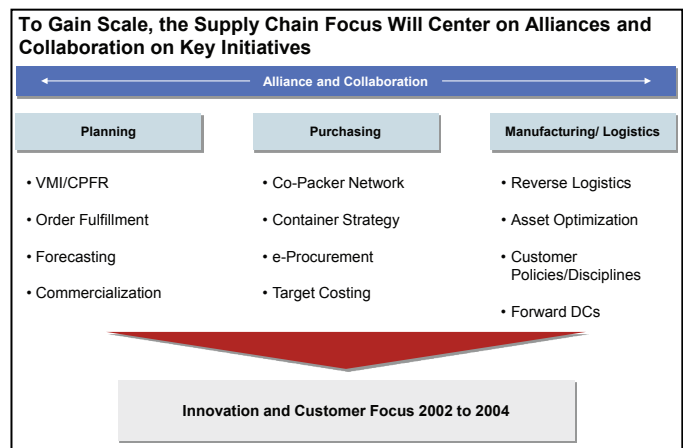 To Gain Scale, the Supply Chain Focus Will Center on Alliances and
Collaboration on Key Initiatives
Alliance and Collaboration
Planning
• VMI/CPFR
• Order Fulfillment
• Forecasting
• Commercialization
Purchasing
• Co-Packer Network
• Container Strategy
• e-Procurement
• Target Costing
Manufacturing/ Logistics
• Reverse Logistics
• Asset Optimization
• Customer
Policies/Disciplines
• Forward DCs
Innovation and Customer Focus 2002 to 2004